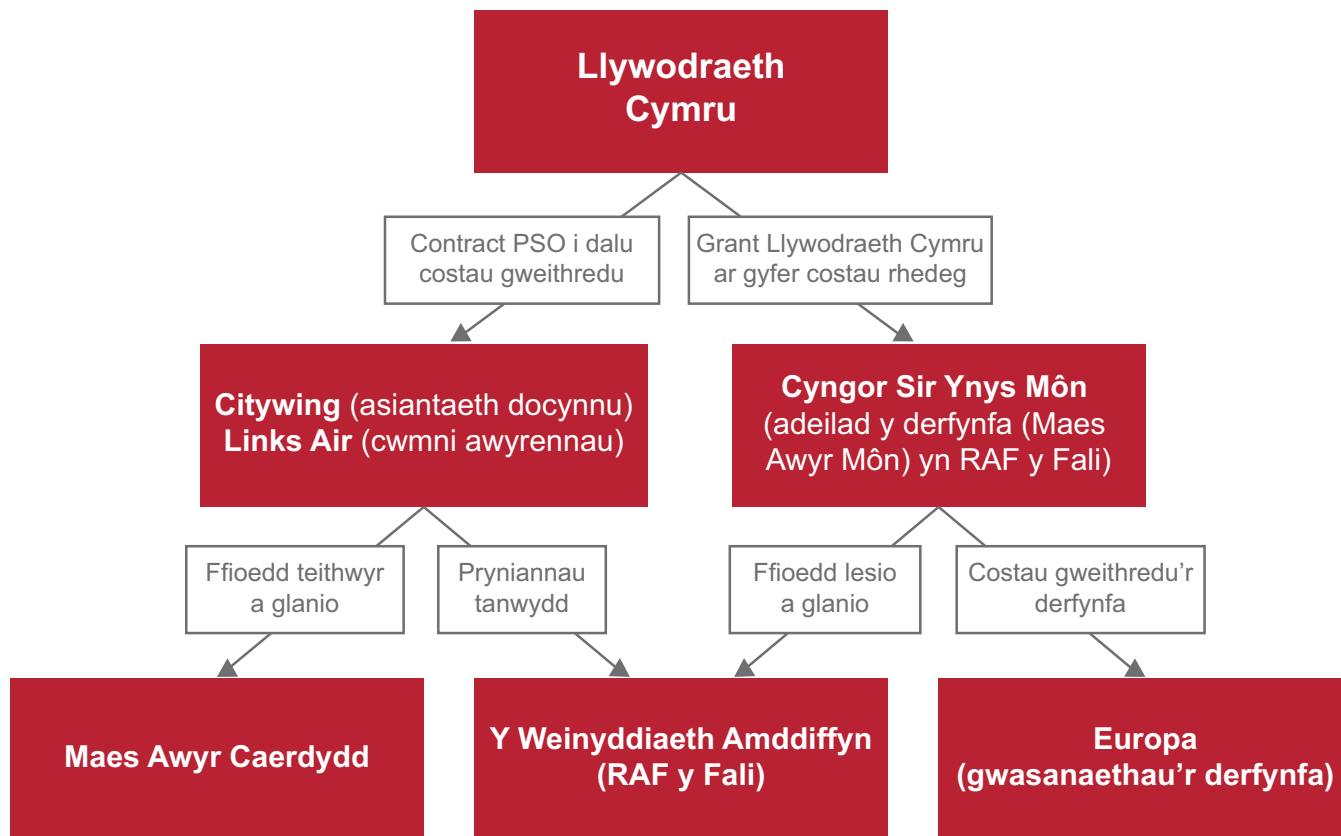 Llywodraeth
Cymru
Contract PSO i dalu
costau gweithredu
Grant Llywodraeth Cymru
ar gyfer costau rhedeg
Citywing (asiantaeth docynnu)
Links Air (cwmni awyrennau)
Cyngor Sir Ynys Môn
(adeilad y derfynfa (Maes
Awyr Môn) yn RAF y Fali)
Ffioedd teithwyr
a glanio
Pryniannau
tanwydd
Ffioedd lesio
a glanio
Costau gweithredu’r
derfynfa
Maes Awyr Caerdydd
Y Weinyddiaeth Amddiffyn
(RAF y Fali)
Europa
(gwasanaethau’r derfynfa)